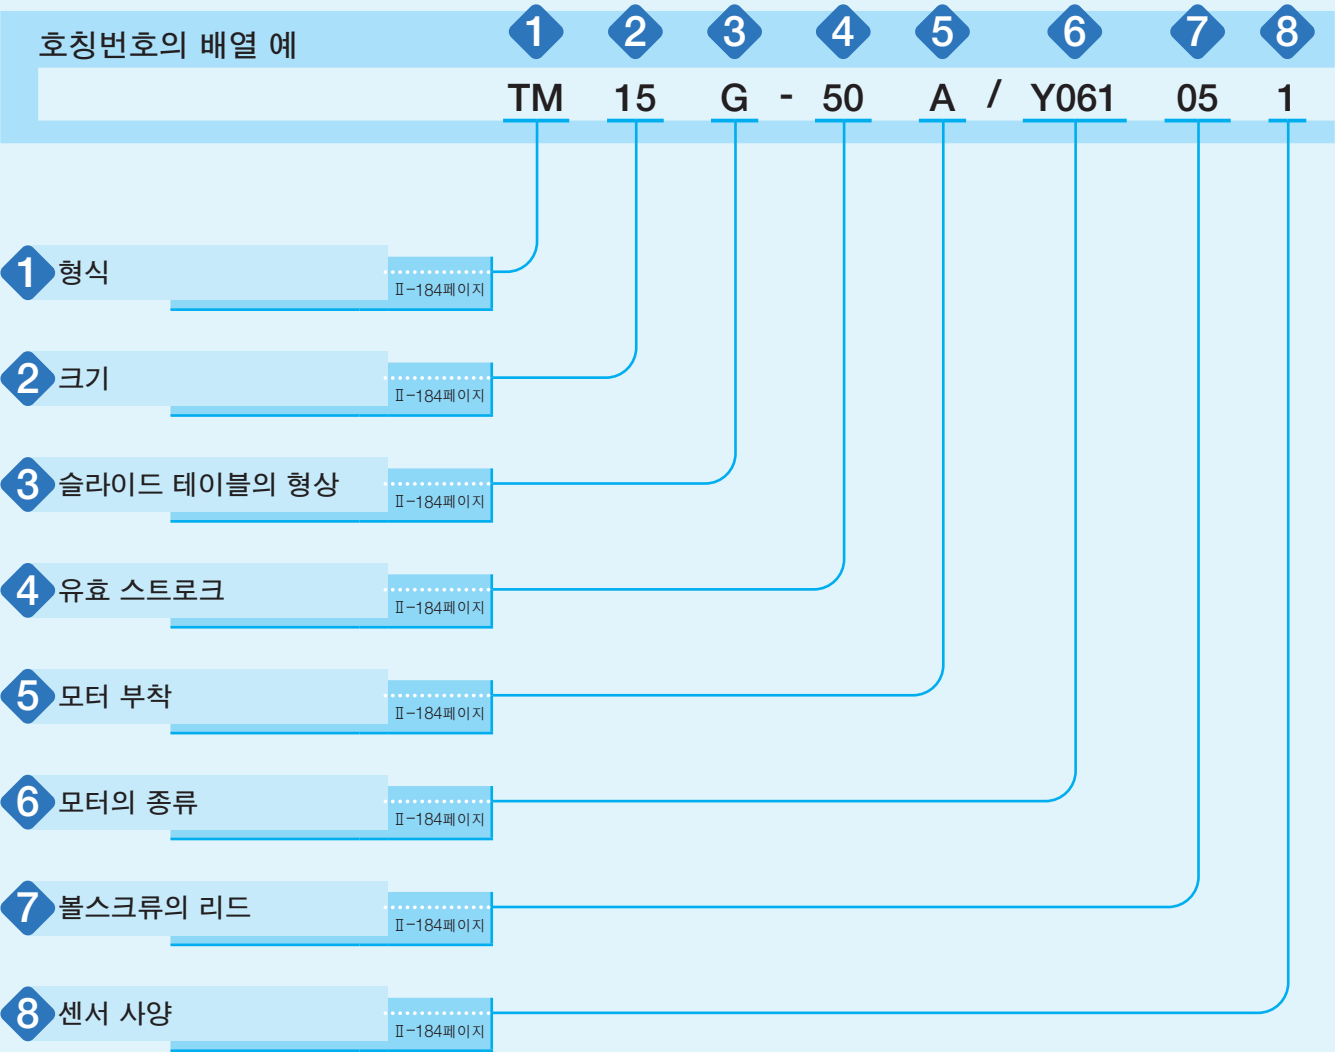 호칭번호의 배열 예 1 2 3 4 5 6 7 8
TM 15 G - 50 A / Y061 05 1
1 형식
Ⅱ-184페이지
2 크기
Ⅱ-184페이지
3 슬라이드 테이블의 형상
Ⅱ-184페이지
4 유효 스트로크
Ⅱ-184페이지
5 모터 부착
Ⅱ-184페이지
6 모터의 종류
Ⅱ-184페이지
7 볼스크류의 리드
Ⅱ-184페이지
8 센서 사양
Ⅱ-184페이지